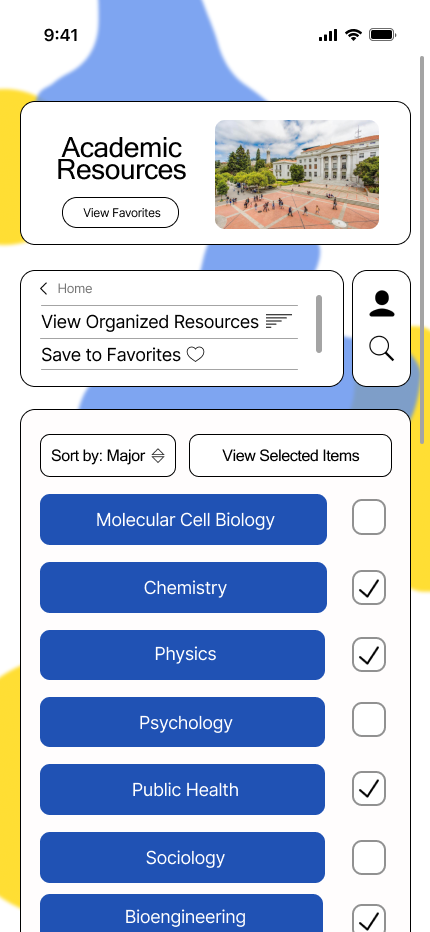 9:41
Academic
Resources
View Favorites
Home
View Organized Resources
Save to Favorites
Sort by: Major
View Selected Items
Molecular Cell Biology
Chemistry
Physics
Psychology
Public Health
Sociology
Bioengineering